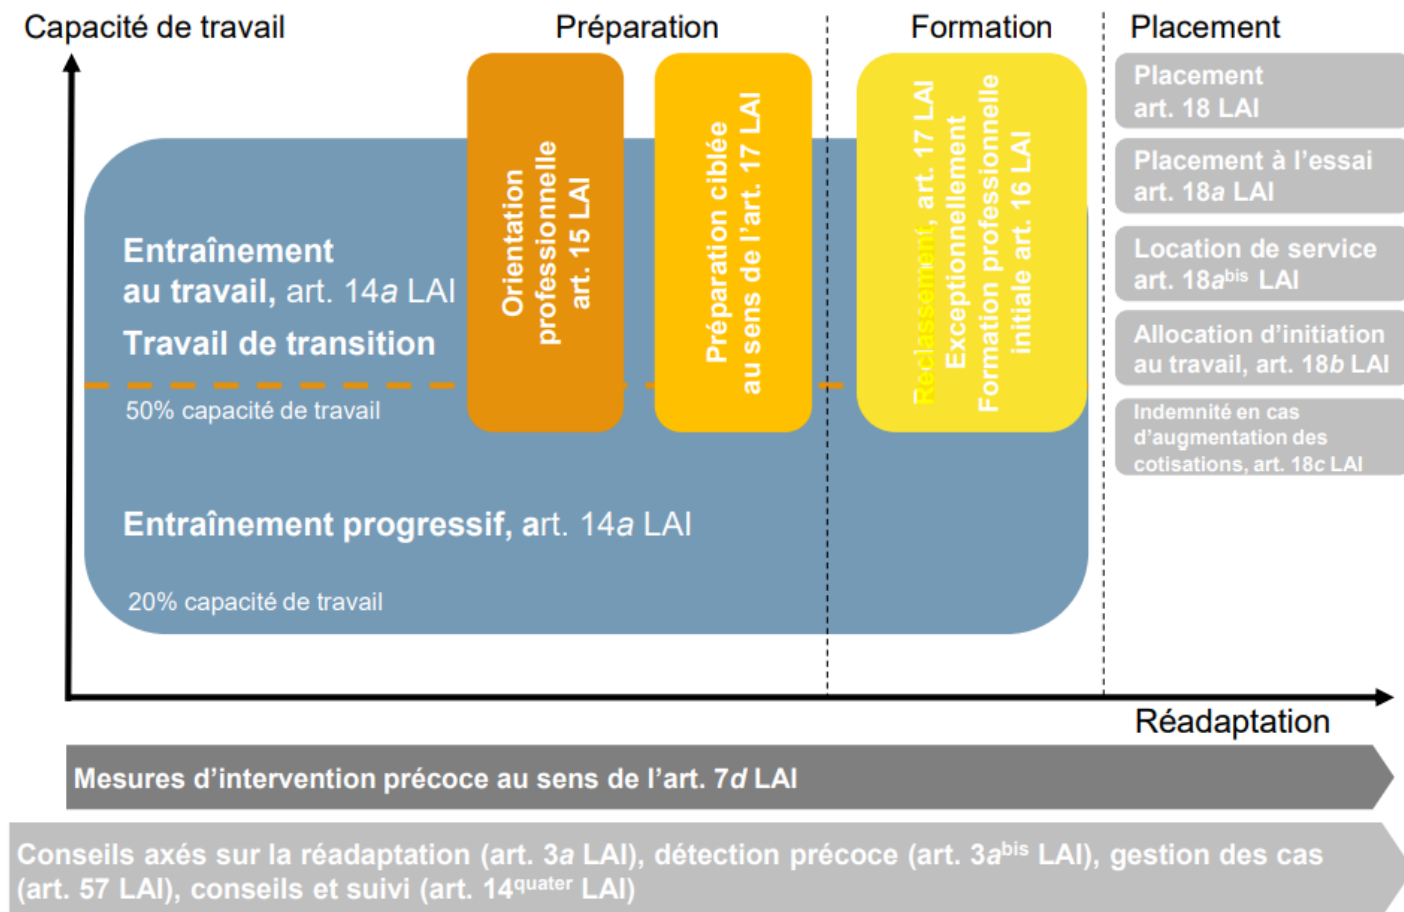 Capacité de travail
Préparation
Formation
Placement
Orientation
professionnelle
art. 15 LAI
Préparation ciblée
au sens de l'art. 17 LAI
Reclassement, art. 17 LAI
Exceptionnellement
Formation professionnelle
initiale art. 16 LAI
Placement
art. 18 LAI
Placement à l'essai
art. 18a LAI
Location de service
art. 18a^bis LAI
Allocation d'initiation
au travail, art. 18b LAI
Indemnité en cas
d'augmentation des
cotisations, art. 18c LAI
Entraînement
au travail, art. 14a LAI
Travail de transition
50% capacité de travail
Entraînement progressif, art. 14a LAI
20% capacité de travail
Réadaptation
Mesures d'intervention précoce au sens de l'art. 7d LAI
Conseils axés sur la réadaptation (art. 3a LAI), détection précoce (art. 3a^bis LAI), gestion des cas
(art. 57 LAI), conseils et suivi (art. 14^quater LAI)